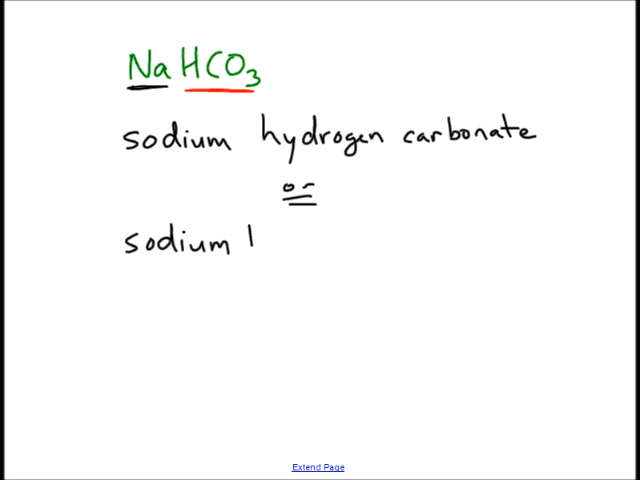 NaHCO₃
sodium hydrogen carbonate
or
sodium l
Extend Page